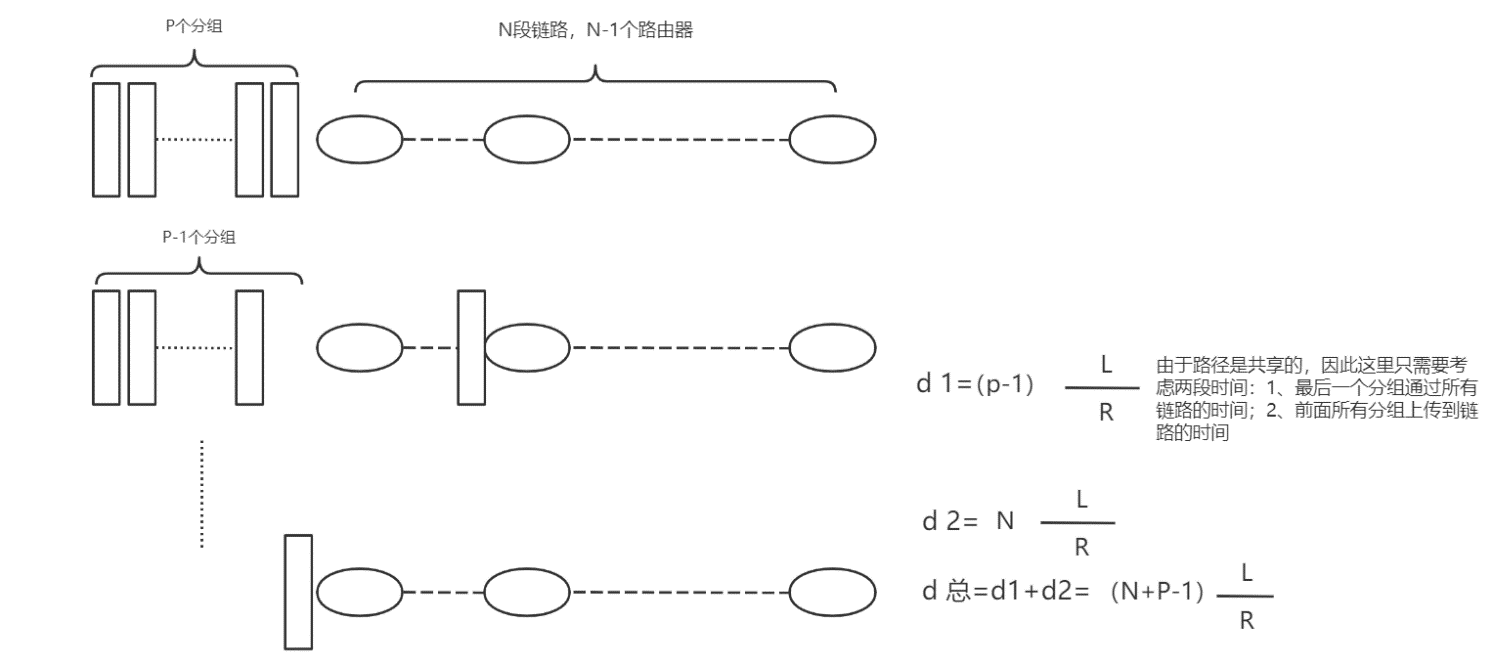 P个分组
N段链路，N-1个路由器
P-1个分组
d 1=(p-1) L
R
由于路径是共享的，因此这里只需要考
虑两段时间：1、最后一个分组通过所有
链路的时间；2、前面所有分组上传到链
路的时间
d 2= N L
R
d 总=d1+d2= (N+P-1) L
R